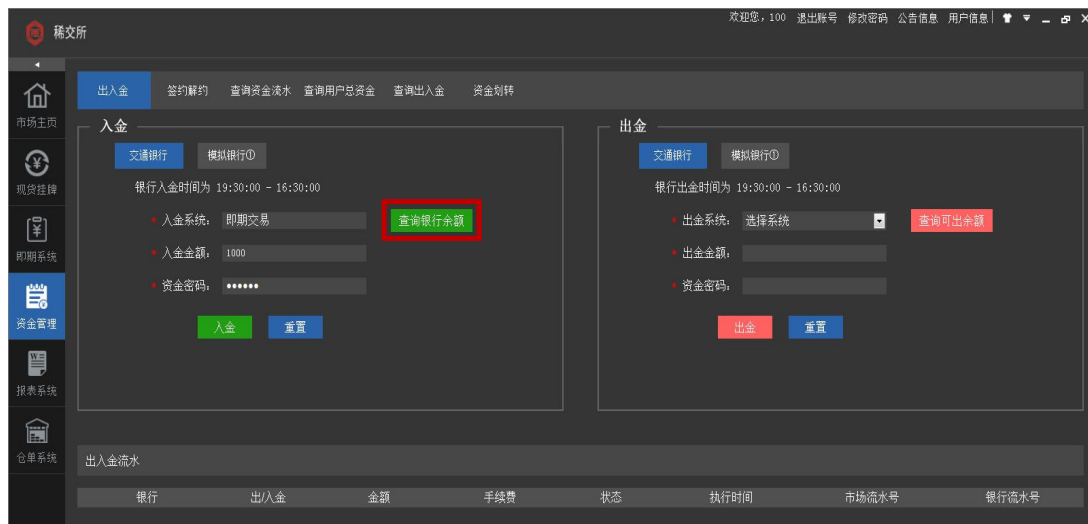 欢迎您，100 退出账号 修改密码 公告信息 用户信息
稀交所
出入金 签约解约 查询资金流水 查询用户总资金 查询出入金 资金划转
市场主页
现货挂牌
即期系统
资金管理
报表系统
仓单系统
入金
交通银行 模拟银行①
银行入金时间为 19:30:00 - 16:30:00
* 入金系统： 即期交易 查询银行余额
* 入金金额： 1000
* 资金密码： ••••••
入金 重置
出金
交通银行 模拟银行①
银行出金时间为 19:30:00 - 16:30:00
* 出金系统： 选择系统 查询可出余额
* 出金金额：
* 资金密码：
出金 重置
出入金流水
银行 出/入金 金额 手续费 状态 执行时间 市场流水号 银行流水号